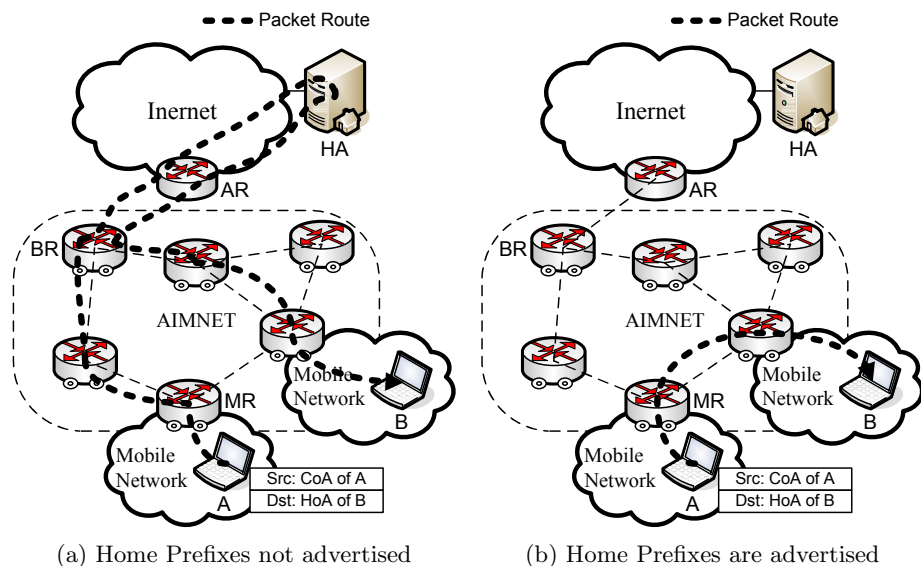 Packet Route
Inernet
HA
AR
BR
AIMNET
Mobile
Network
B
MR
Mobile
Network
A
Src: CoA of A
Dst: HoA of B
(a) Home Prefixes not advertised
Packet Route
Inernet
HA
AR
BR
AIMNET
Mobile
Network
B
MR
Mobile
Network
A
Src: CoA of A
Dst: HoA of B
(b) Home Prefixes are advertised